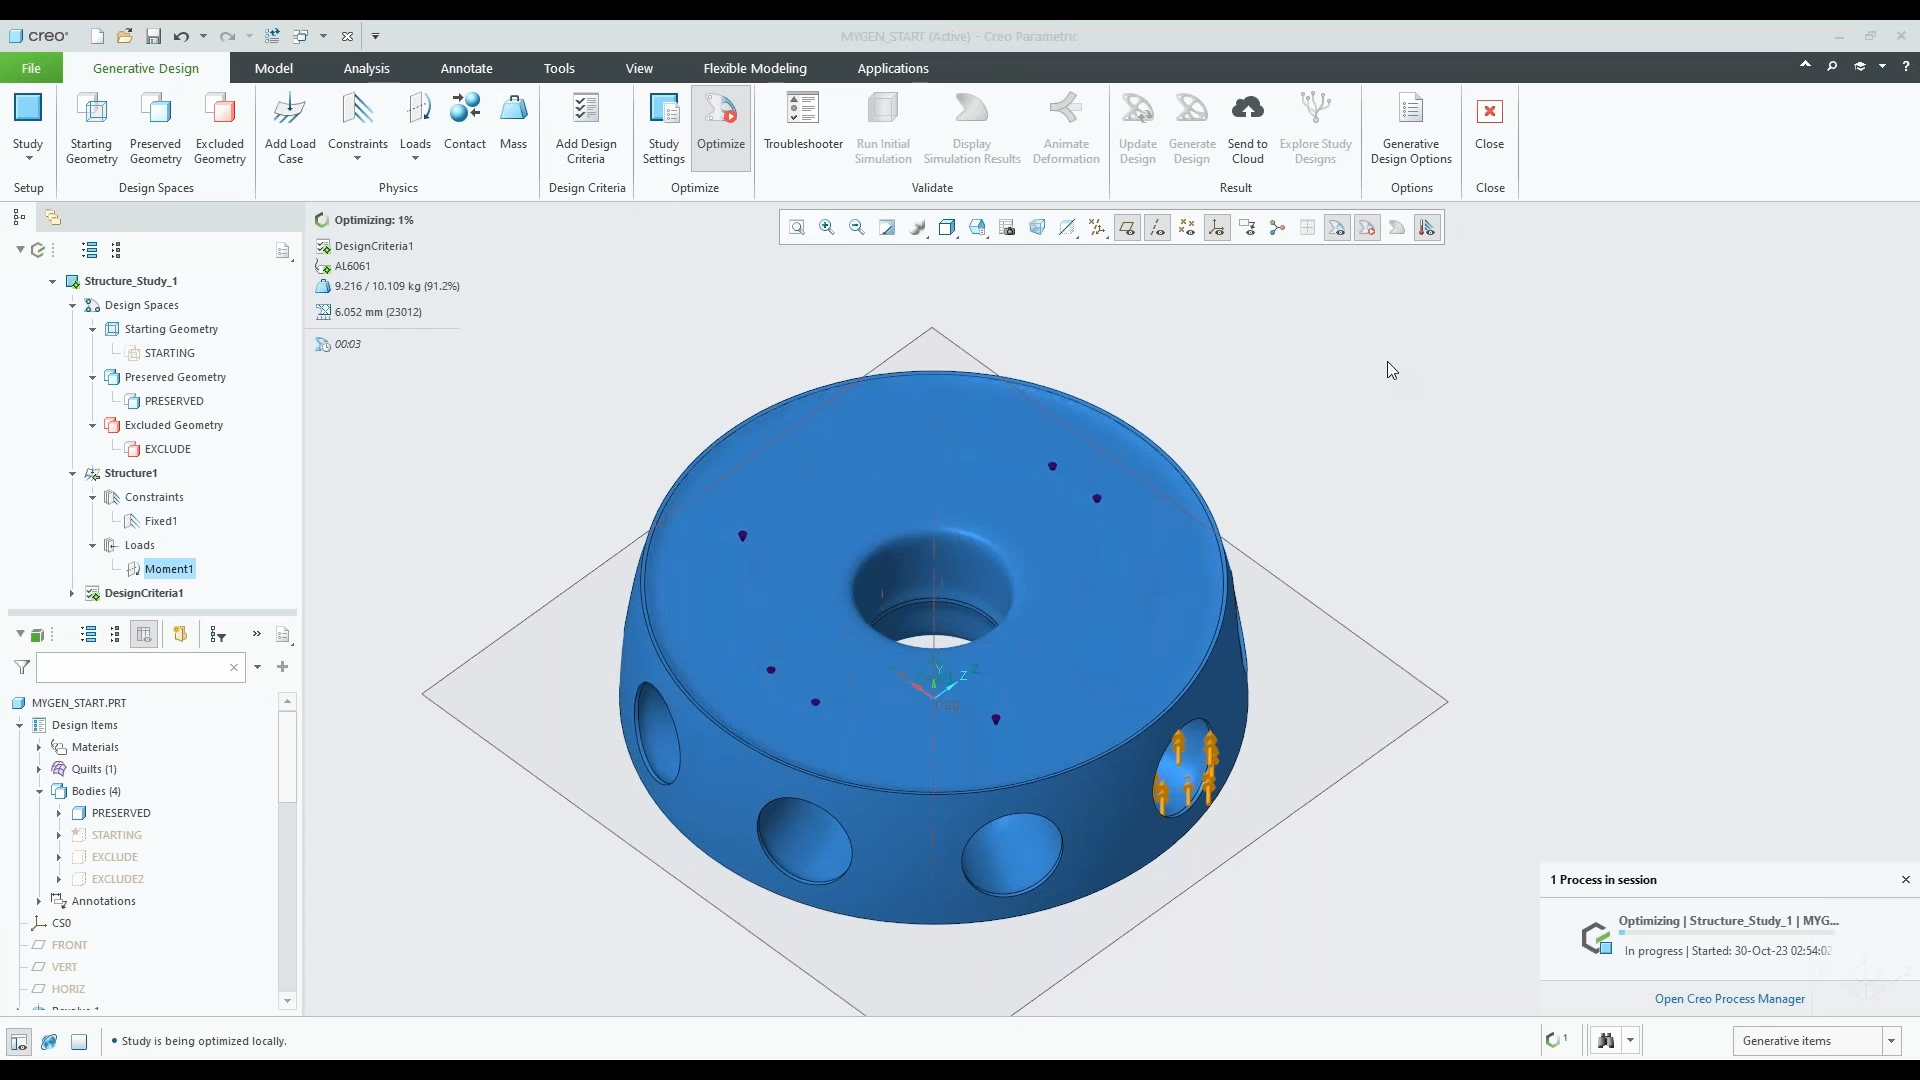 creo
MYGEN_START (Active) - Creo Parametric
File
Generative Design
Model
Analysis
Annotate
Tools
View
Flexible Modeling
Applications
Study
Starting Geometry
Preserved Geometry
Excluded Geometry
Add Load Case
Constraints
Loads
Contact
Mass
Add Design Criteria
Study Settings
Optimize
Troubleshooter
Run Initial Simulation
Display Simulation Results
Animate Deformation
Update Design
Generate Design
Send to Cloud
Explore Study Designs
Generative Design Options
Close
Setup
Design Spaces
Physics
Design Criteria
Optimize
Validate
Result
Options
Close
Structure_Study_1
Design Spaces
Starting Geometry
STARTING
Preserved Geometry
PRESERVED
Excluded Geometry
EXCLUDE
Structure1
Constraints
Fixed1
Loads
Moment1
DesignCriteria1
MYGEN_START.PRT
Design Items
Materials
Quilts (1)
Bodies (4)
PRESERVED
STARTING
EXCLUDE
EXCLUDE2
Annotations
CS0
FRONT
VERT
HORIZ
Optimizing: 1%
DesignCriteria1
AL6061
9.216 / 10.109 kg (91.2%)
6.052 mm (23012)
00:03
Y
Z
Z
1 Process in session
Optimizing | Structure_Study_1 | MYG...
In progress | Started: 30-Oct-23 02:54:02
Open Creo Process Manager
• Study is being optimized locally.
1
Generative items